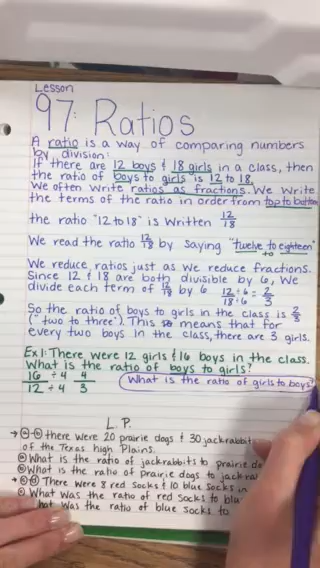 Lesson
97: Ratios
A ratio is a way of comparing numbers
by division:
If there are 12 boys & 18 girls in a class, then
the ratio of boys to girls is 12 to 18.
We often write ratios as fractions. We write
the terms of the ratio in order from top to bottom
the ratio "12 to 18" is written 12/18
We read the ratio 12/18 by saying "twelve to eighteen"
We reduce ratios just as we reduce fractions.
Since 12 & 18 are both divisible by 6, we
divide each term of 12/18 by 6 12÷6/18÷6 = 2/3
So the ratio of boys to girls in the class is 2/3
("two to three"). This means that for
every two boys in the class, there are 3 girls.
Ex1: There were 12 girls & 16 boys in the class.
What is the ratio of boys to girls?
16 ÷4 4
12 ÷4 3
What is the ratio of girls to boys?
L.P.
→ a-b there were 20 prairie dogs & 30 jackrabbits
of the Texas high Plains.
a What is the ratio of jackrabbits to prairie
b What is the ratio of prairie dogs to
→ c-d There were 8 red socks & 10 blue socks in
c What was the ratio of red socks to
What was the ratio of blue socks to